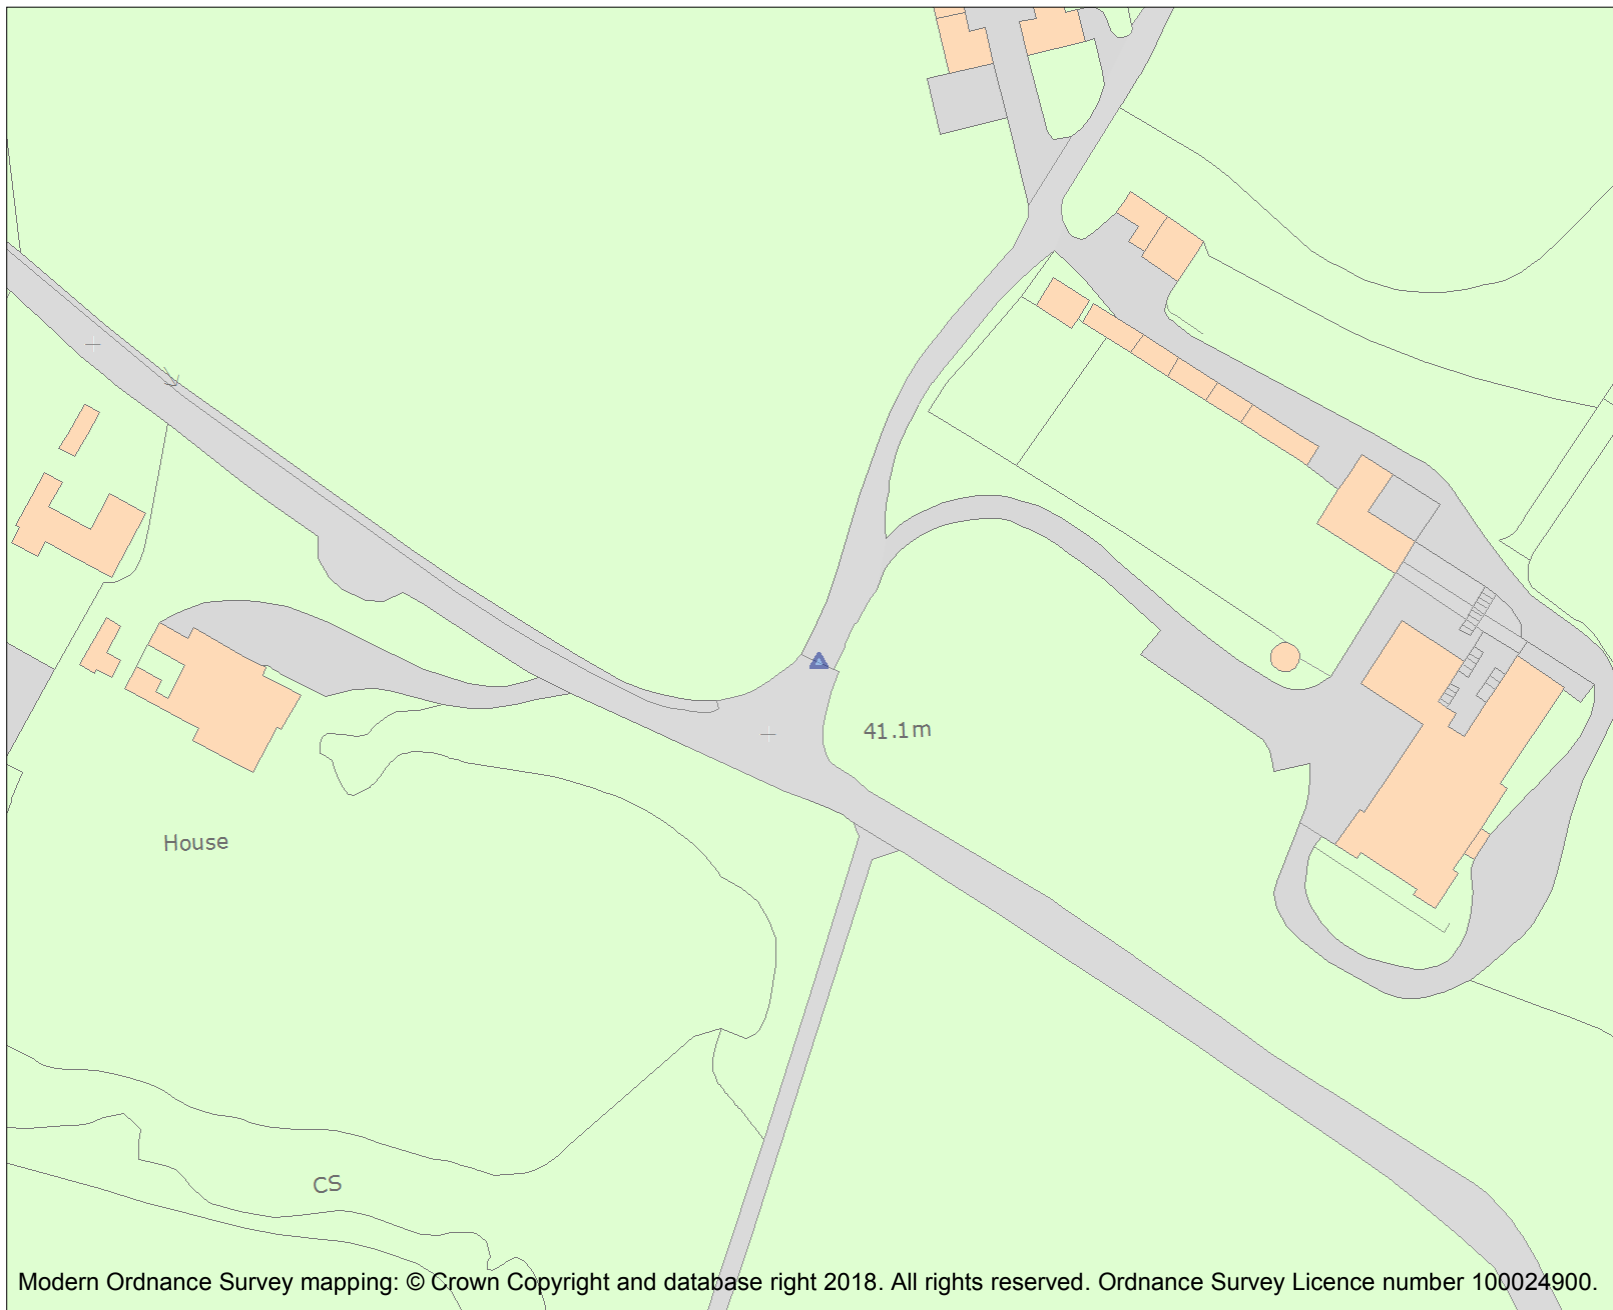 41.1m
House
CS
Modern Ordnance Survey mapping: © Crown Copyright and database right 2018. All rights reserved. Ordnance Survey Licence number 100024900.